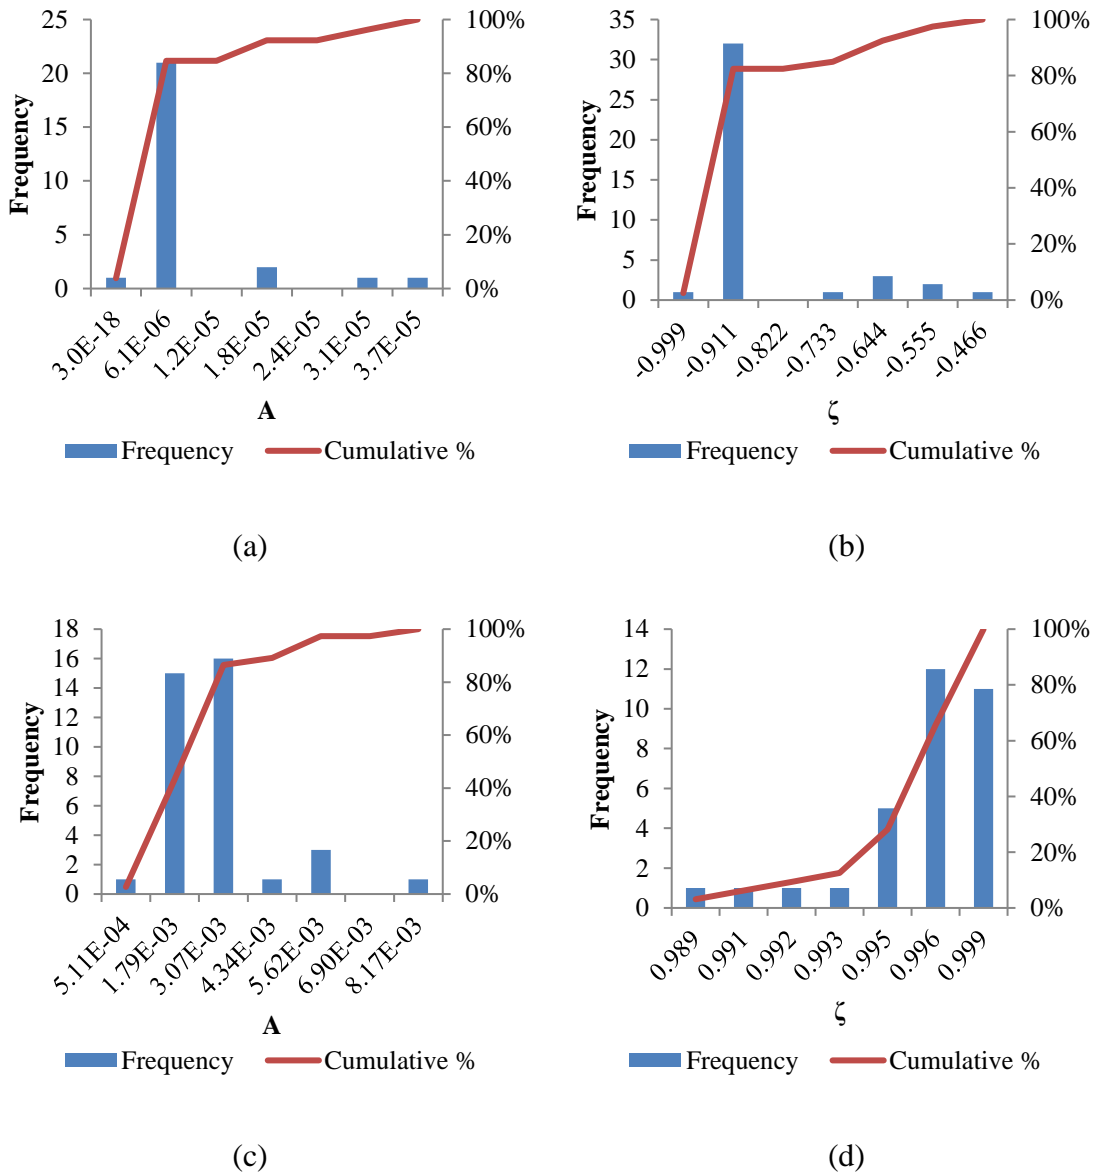 25
20
15
10
5
0
Frequency
100%
80%
60%
40%
20%
0%
3.0E-18
6.1E-06
1.2E-05
1.8E-05
2.4E-05
3.1E-05
3.7E-05
A
Frequency Cumulative %
(a)
35
30
25
20
15
10
5
0
Frequency
100%
80%
60%
40%
20%
0%
-0.999
-0.911
-0.822
-0.733
-0.644
-0.555
-0.466
ζ
Frequency Cumulative %
(b)
18
16
14
12
10
8
6
4
2
0
Frequency
100%
80%
60%
40%
20%
0%
5.11E-04
1.79E-03
3.07E-03
4.34E-03
5.62E-03
6.90E-03
8.17E-03
A
Frequency Cumulative %
(c)
14
12
10
8
6
4
2
0
Frequency
100%
80%
60%
40%
20%
0%
0.989
0.991
0.992
0.993
0.995
0.996
0.999
ζ
Frequency Cumulative %
(d)